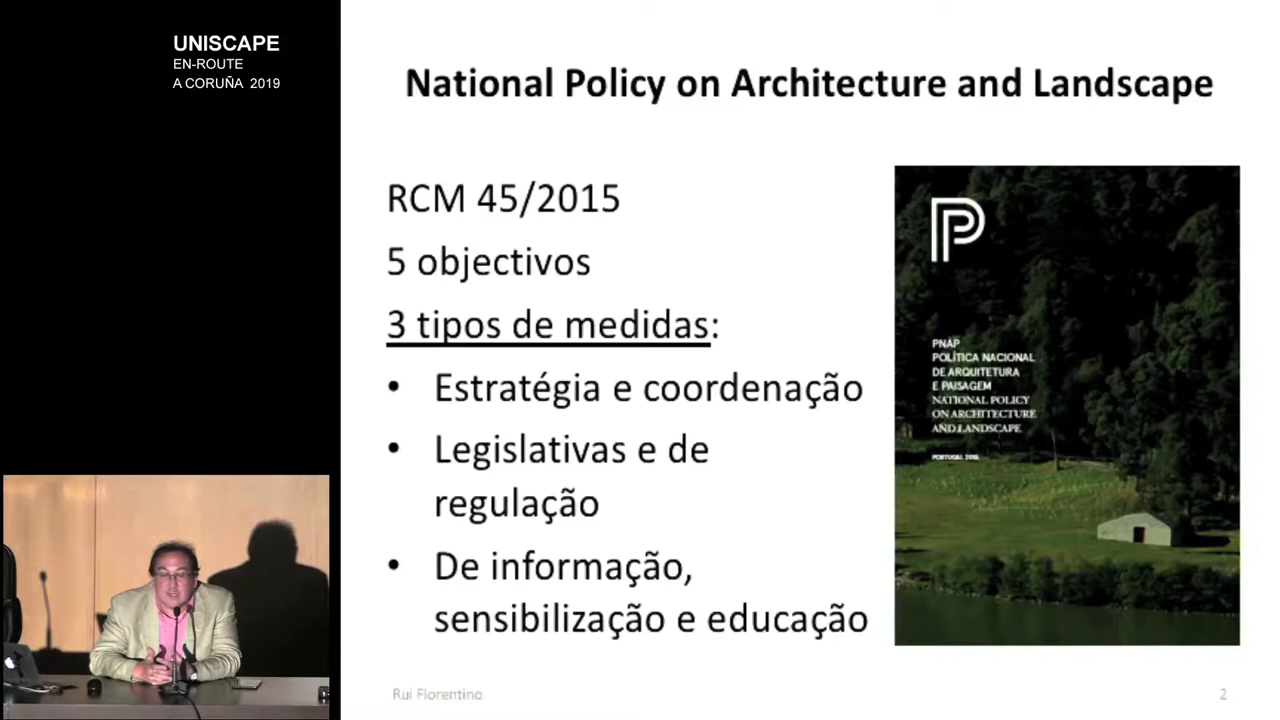 UNISCAPE
EN-ROUTE
A CORUÑA 2019
National Policy on Architecture and Landscape
RCM 45/2015
5 objectivos
3 tipos de medidas:
• Estratégia e coordenação
• Legislativas e de
regulação
• De informação,
sensibilização e educação
PNAP
POLÍTICA NACIONAL
DE ARQUITETURA
E PAISAGEM
NATIONAL POLICY
ON ARCHITECTURE
AND LANDSCAPE
PORTUGAL 2015
Rui Florentino
2